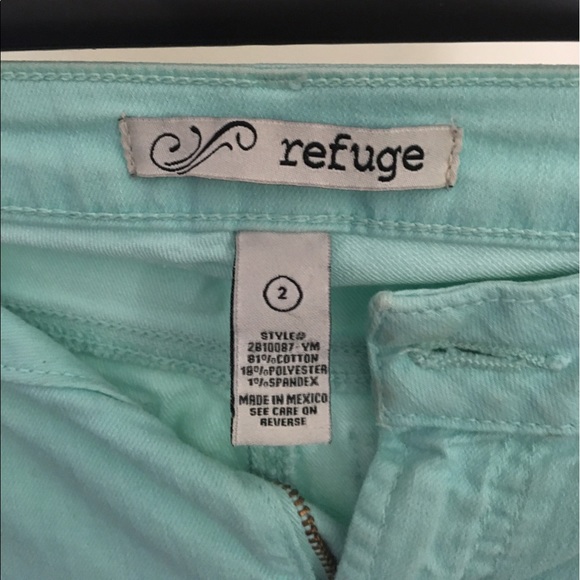 refuge
2
STYLE#
2810087-YM
81%COTTON
18%POLYESTER
1%SPANDEX
MADE IN MEXICO
SEE CARE ON
REVERSE